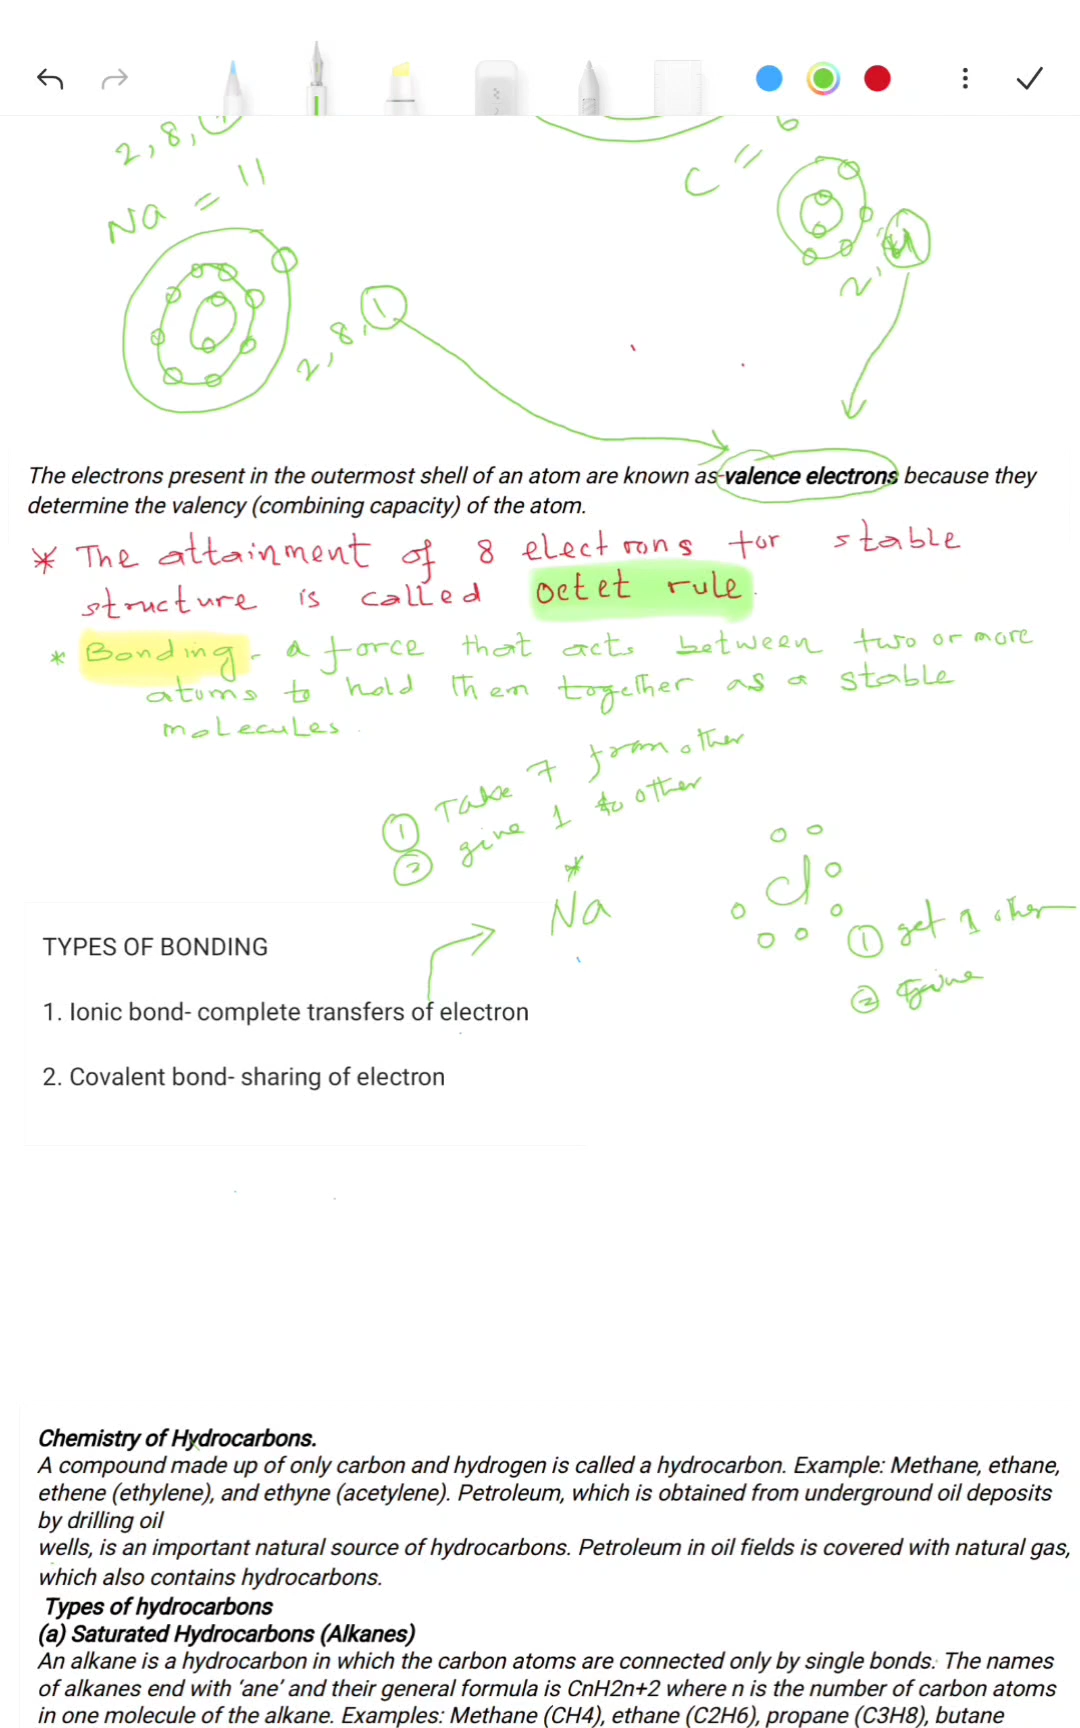 2, 8, 1
Na = 11
C = 6
2, 8, 1
2, 4
The electrons present in the outermost shell of an atom are known as valence electrons because they
determine the valency (combining capacity) of the atom.
* The attainment of 8 electrons for stable
structure is called octet rule.
* Bonding - a force that acts between two or more
atoms to hold them together as a stable
molecules.
① Take 7 from other
② give 1 to other
Na
Cl
① get 1 other
②
TYPES OF BONDING
1. Ionic bond- complete transfers of electron
2. Covalent bond- sharing of electron
Chemistry of Hydrocarbons.
A compound made up of only carbon and hydrogen is called a hydrocarbon. Example: Methane, ethane,
ethene (ethylene), and ethyne (acetylene). Petroleum, which is obtained from underground oil deposits
by drilling oil
wells, is an important natural source of hydrocarbons. Petroleum in oil fields is covered with natural gas,
which also contains hydrocarbons.
Types of hydrocarbons
(a) Saturated Hydrocarbons (Alkanes)
An alkane is a hydrocarbon in which the carbon atoms are connected only by single bonds. The names
of alkanes end with ‘ane’ and their general formula is CnH2n+2 where n is the number of carbon atoms
in one molecule of the alkane. Examples: Methane (CH4), ethane (C2H6), propane (C3H8), butane